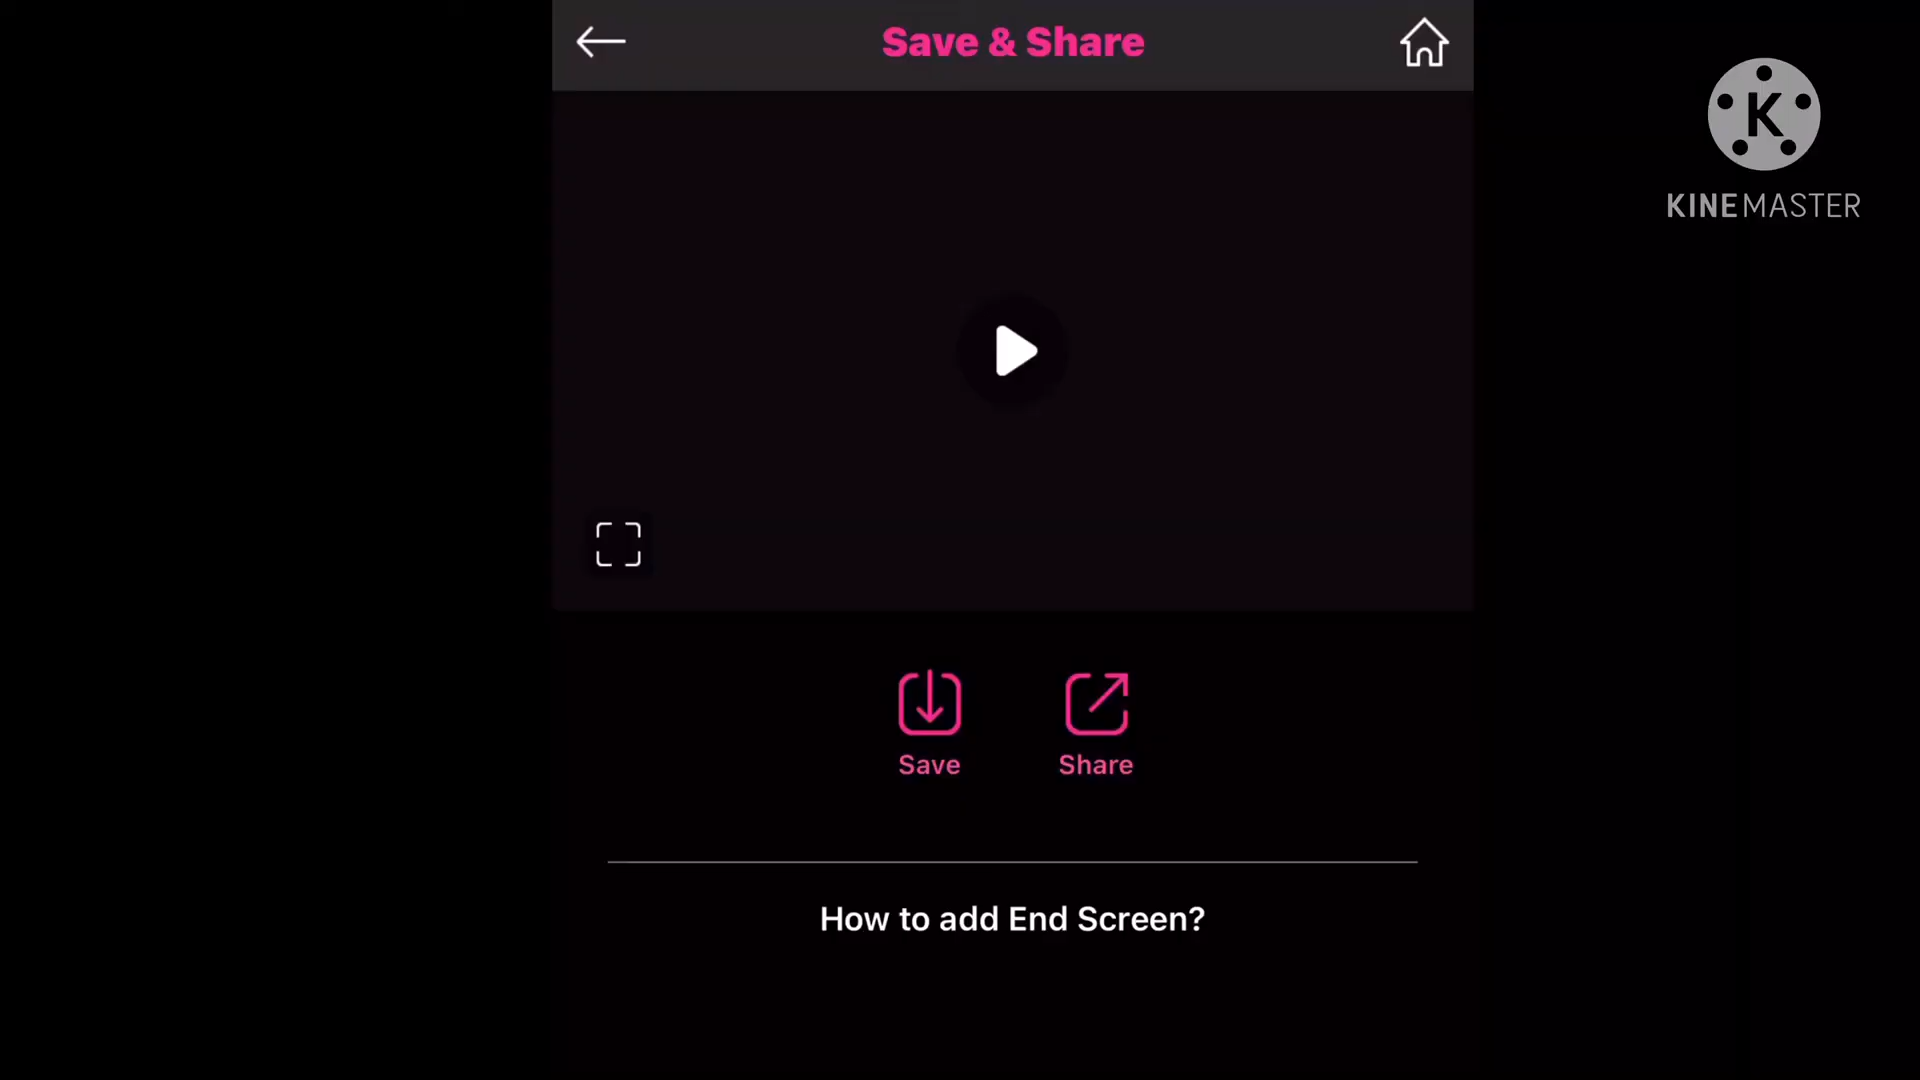 Save & Share
K
KINEMASTER
Save
Share
How to add End Screen?